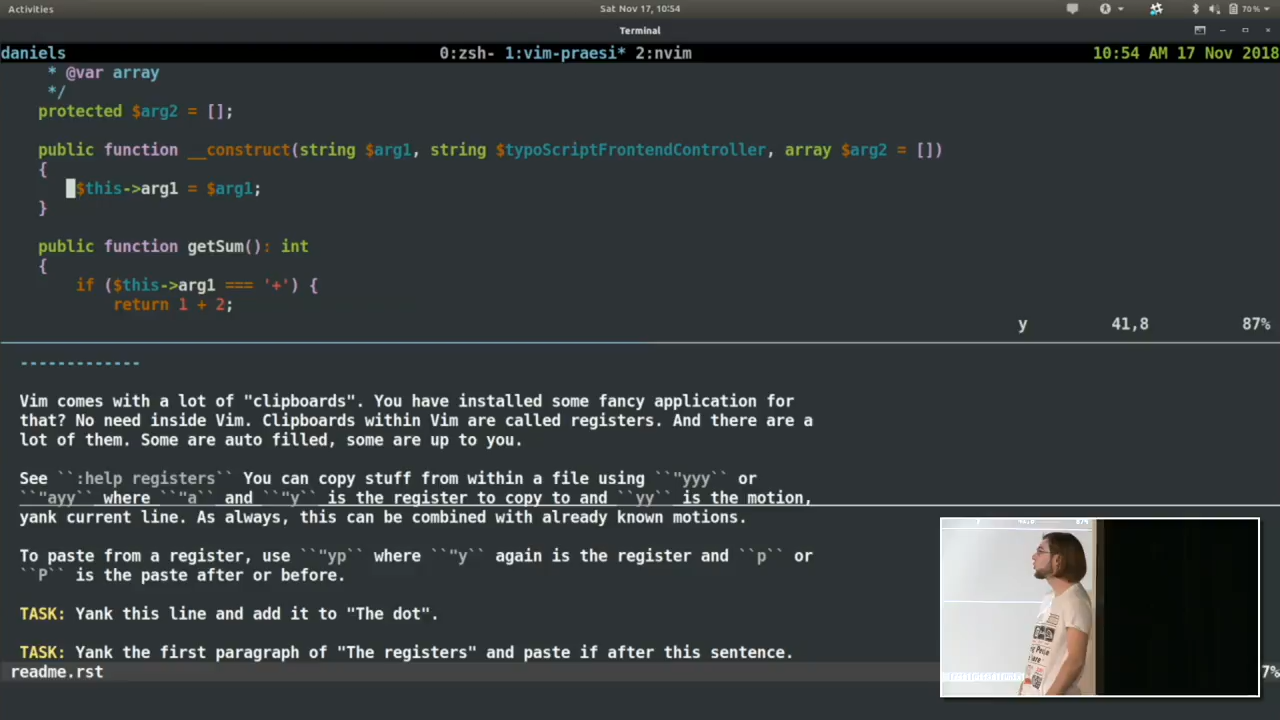 Activities
Sat Nov 17, 10:54
70%
Terminal
daniels 0:zsh- 1:vim-praesi* 2:nvim 10:54 AM 17 Nov 2018
* @var array
*/
protected $arg2 = [];
public function __construct(string $arg1, string $typoScriptFrontendController, array $arg2 = [])
{
$this->arg1 = $arg1;
}
public function getSum(): int
{
if ($this->arg1 === '+') {
return 1 + 2;
y 41,8 87%
-------------
Vim comes with a lot of "clipboards". You have installed some fancy application for
that? No need inside Vim. Clipboards within Vim are called registers. And there are a
lot of them. Some are auto filled, some are up to you.
See ``:help registers`` You can copy stuff from within a file using ``"yyy`` or
``"ayy`` where ``"a`` and ``"y`` is the register to copy to and ``yy`` is the motion,
yank current line. As always, this can be combined with already known motions.
To paste from a register, use ``"yp`` where ``"y`` again is the register and ``p`` or
``P`` is the paste after or before.
TASK: Yank this line and add it to "The dot".
TASK: Yank the first paragraph of "The registers" and paste if after this sentence.
readme.rst